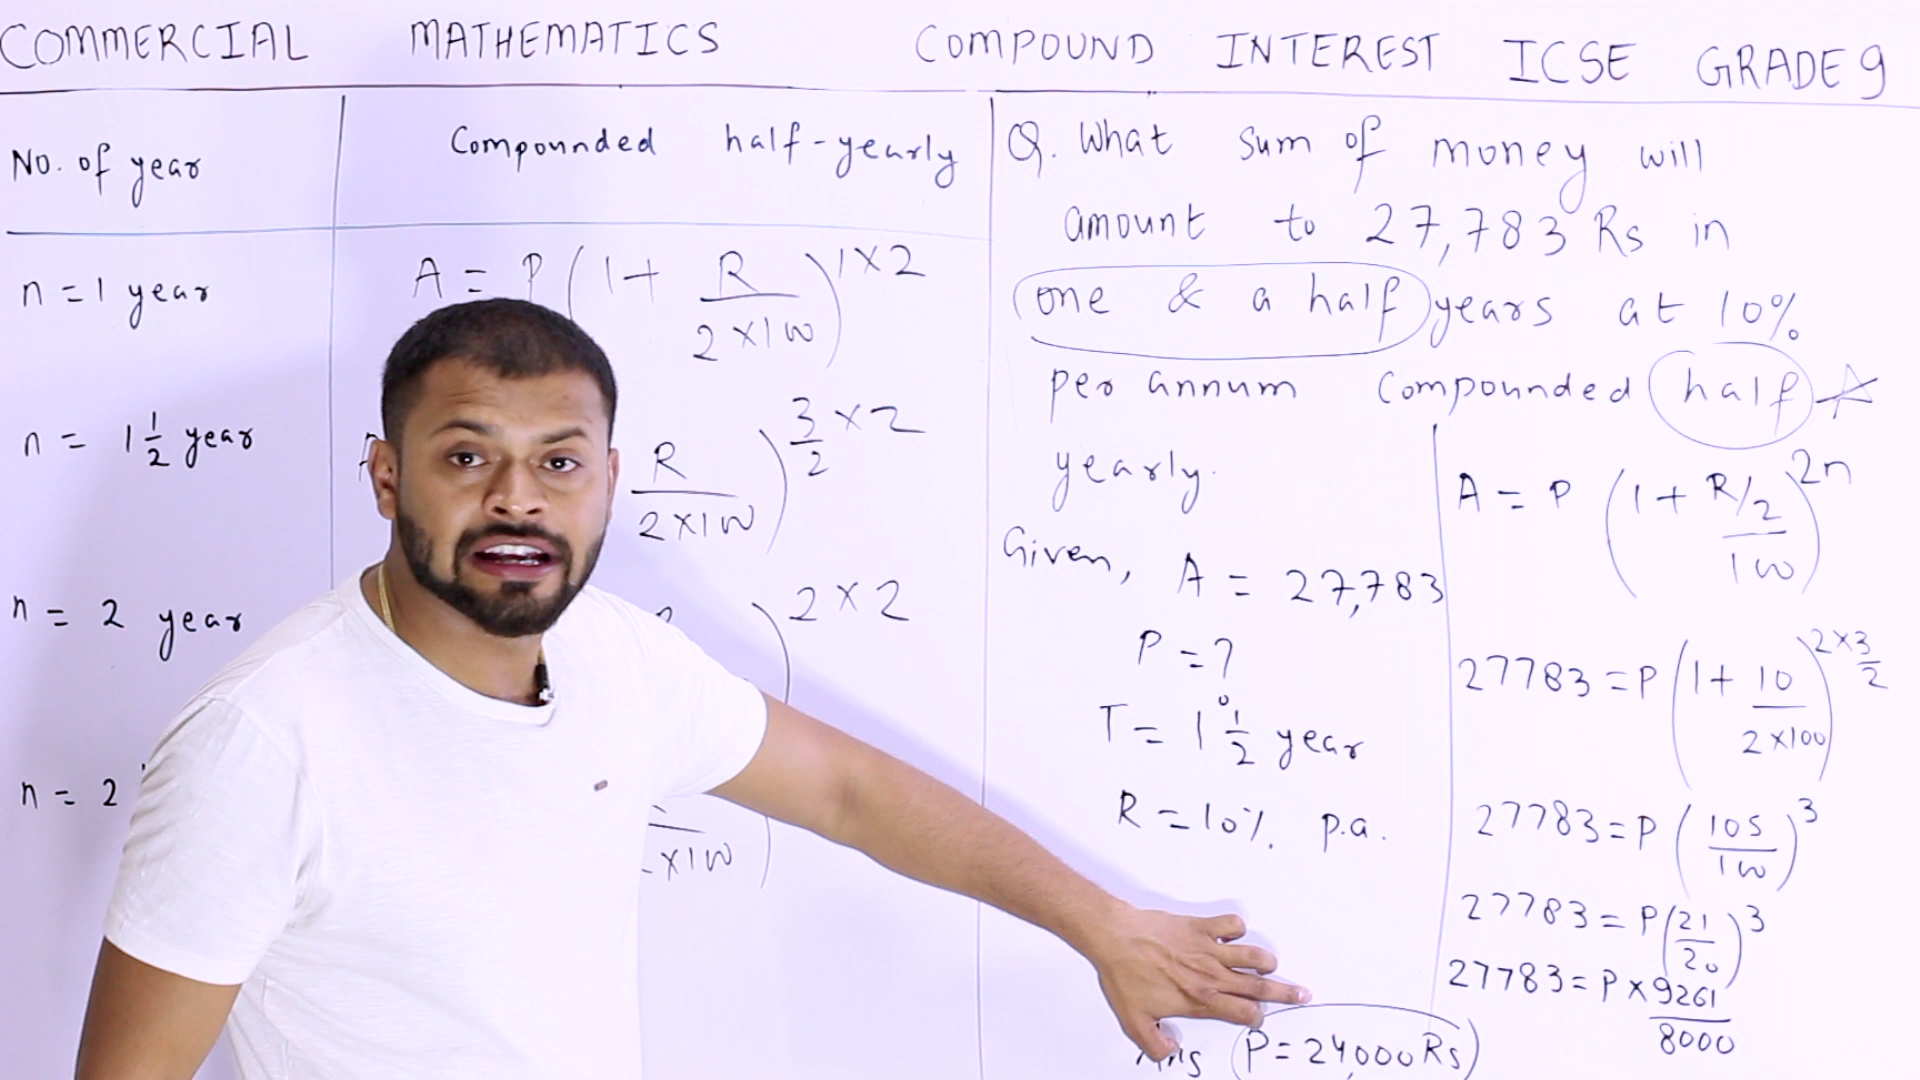 COMMERCIAL MATHEMATICS COMPOUND INTEREST ICSE GRADE 9
No. of year
Compounded half-yearly
n = 1 year
A = P (1 + R / 2×100)^1×2
n = 1 1/2 year
R / 2×100)^3/2 ×2
n = 2 year
)^2×2
n = 2
×100)
Q. What sum of money will
amount to 27,783 Rs in
one & a half years at 10%
per annum compounded half
yearly.
Given, A = 27,783
P = ?
T = 1 1/2 year
R = 10% p.a.
A = P (1 + R/2 / 100)^2n
27783 = P (1 + 10 / 2×100)^2×3/2
27783 = P (105 / 100)^3
27783 = P (21 / 20)^3
27783 = P × 9261 / 8000
P = 24,000 Rs